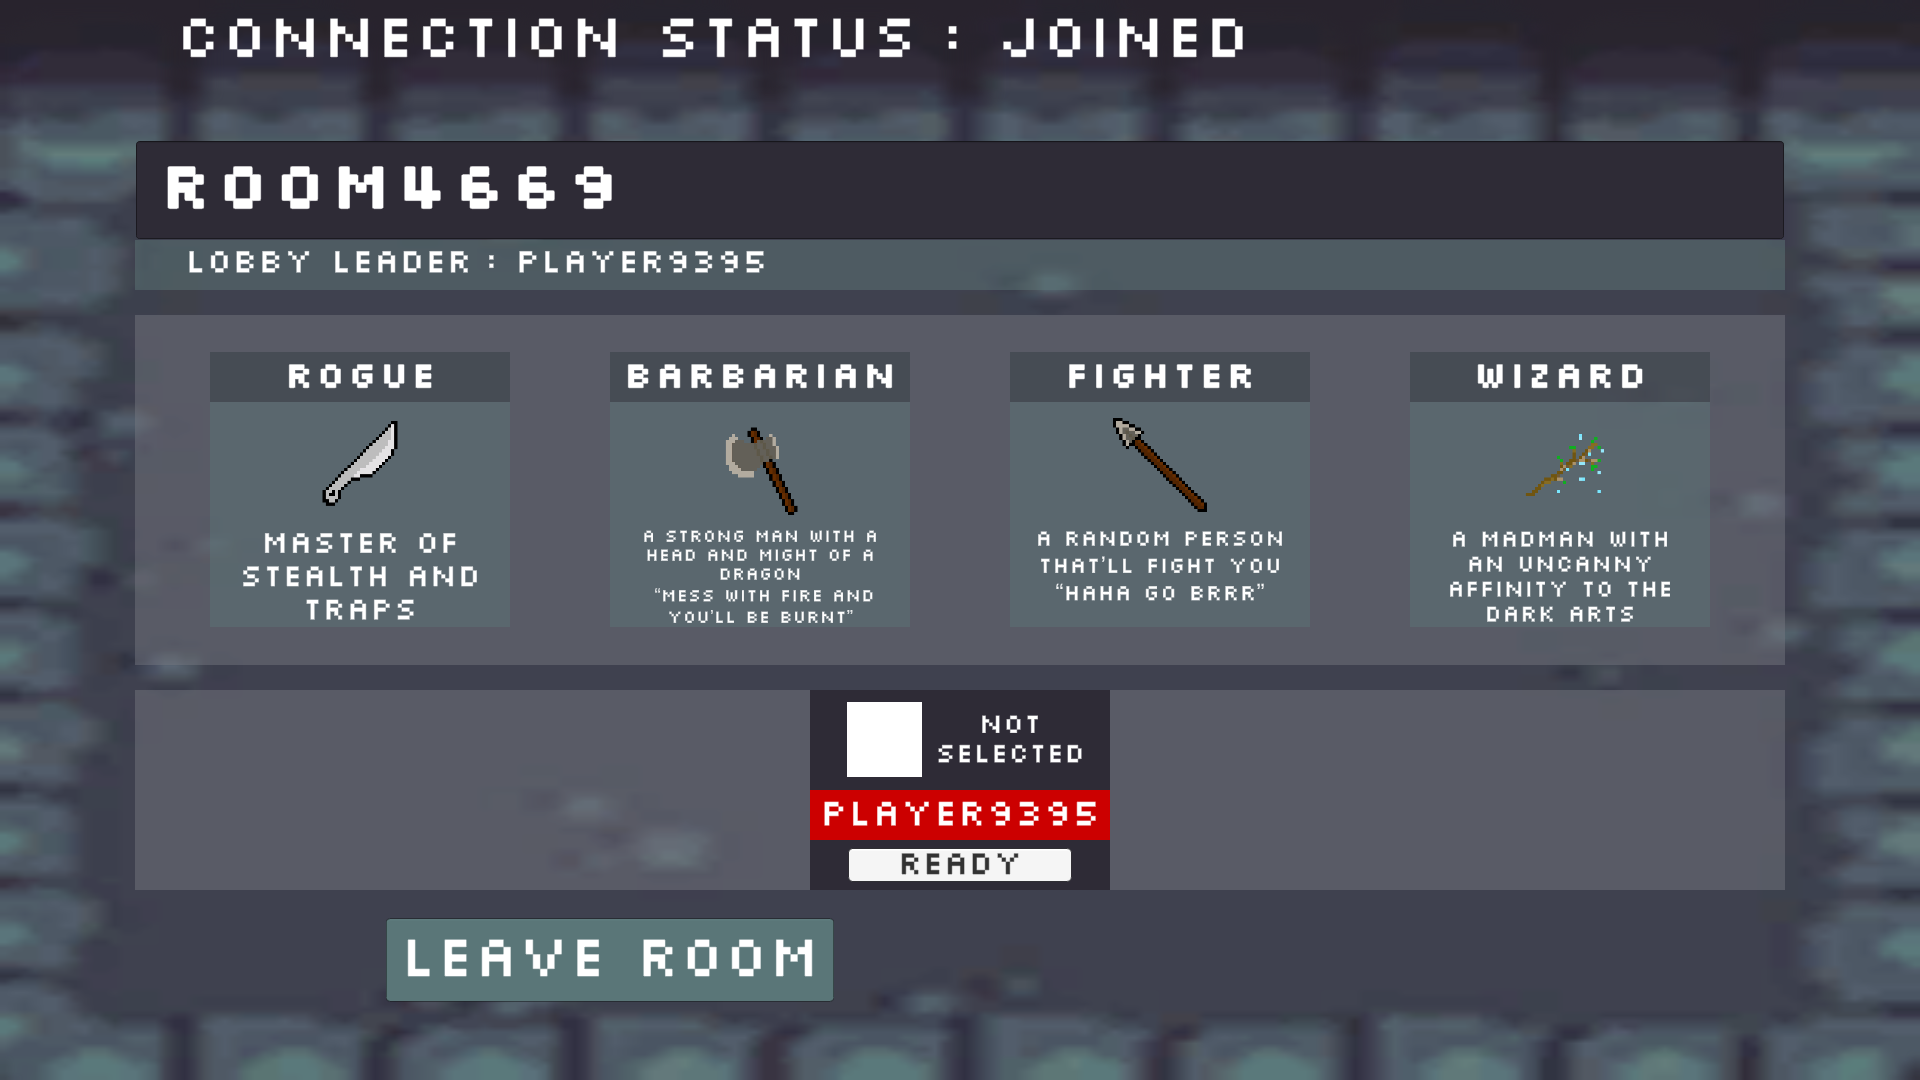 CONNECTION STATUS : JOINED
ROOM4669
LOBBY LEADER : PLAYER9395
ROGUE
MASTER OF
STEALTH AND
TRAPS
BARBARIAN
A STRONG MAN WITH A
HEAD AND MIGHT OF A
DRAGON
“MESS WITH FIRE AND
YOU'LL BE BURNT”
FIGHTER
A RANDOM PERSON
THAT'LL FIGHT YOU
“HAHA GO BRRR”
WIZARD
A MADMAN WITH
AN UNCANNY
AFFINITY TO THE
DARK ARTS
NOT
SELECTED
PLAYER9395
READY
LEAVE ROOM